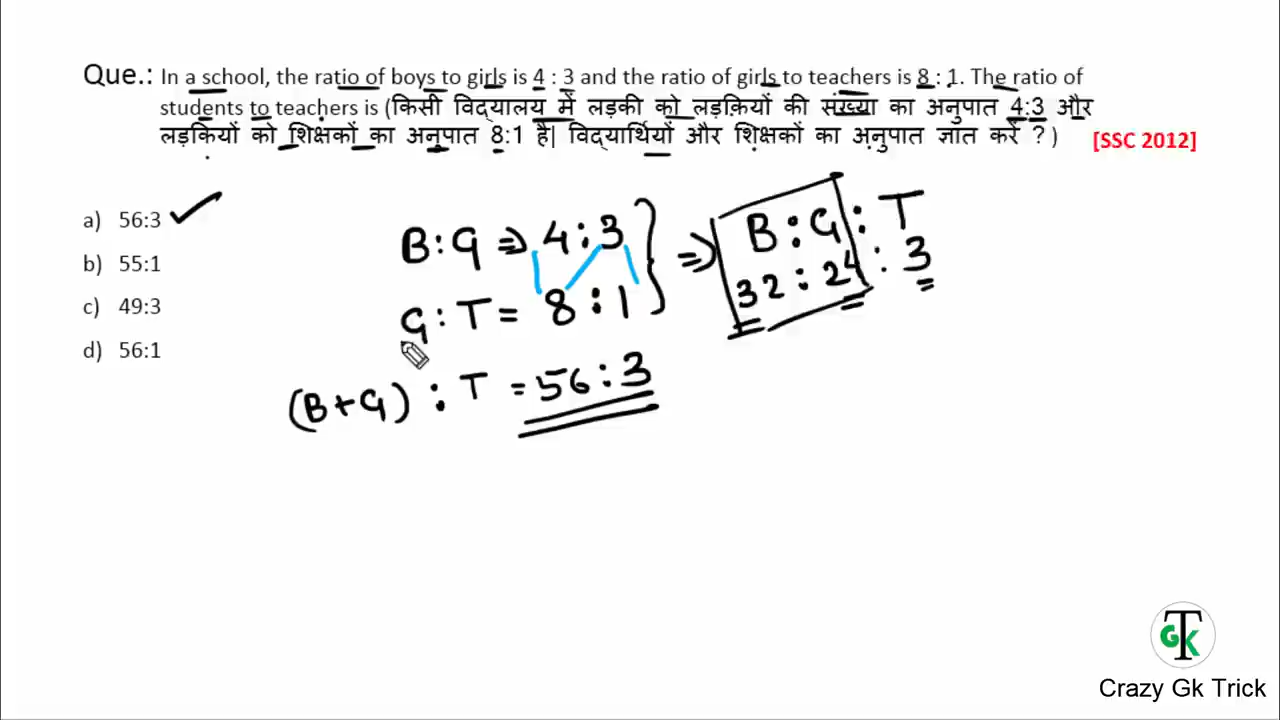 Que.: In a school, the ratio of boys to girls is 4 : 3 and the ratio of girls to teachers is 8 : 1. The ratio of
students to teachers is (किसी विद्यालय में लड़की को लड़कियों की संख्या का अनुपात 4:3 और
लड़कियों को शिक्षकों का अनुपात 8:1 है| विद्यार्थियों और शिक्षकों का अनुपात ज्ञात करें ? )
[SSC 2012]
a) 56:3
b) 55:1
c) 49:3
d) 56:1
B:G ⇒ 4:3
G:T = 8:1
⇒ B:G:T
32:24:3
(B+G) : T = 56:3
GTK
Crazy Gk Trick